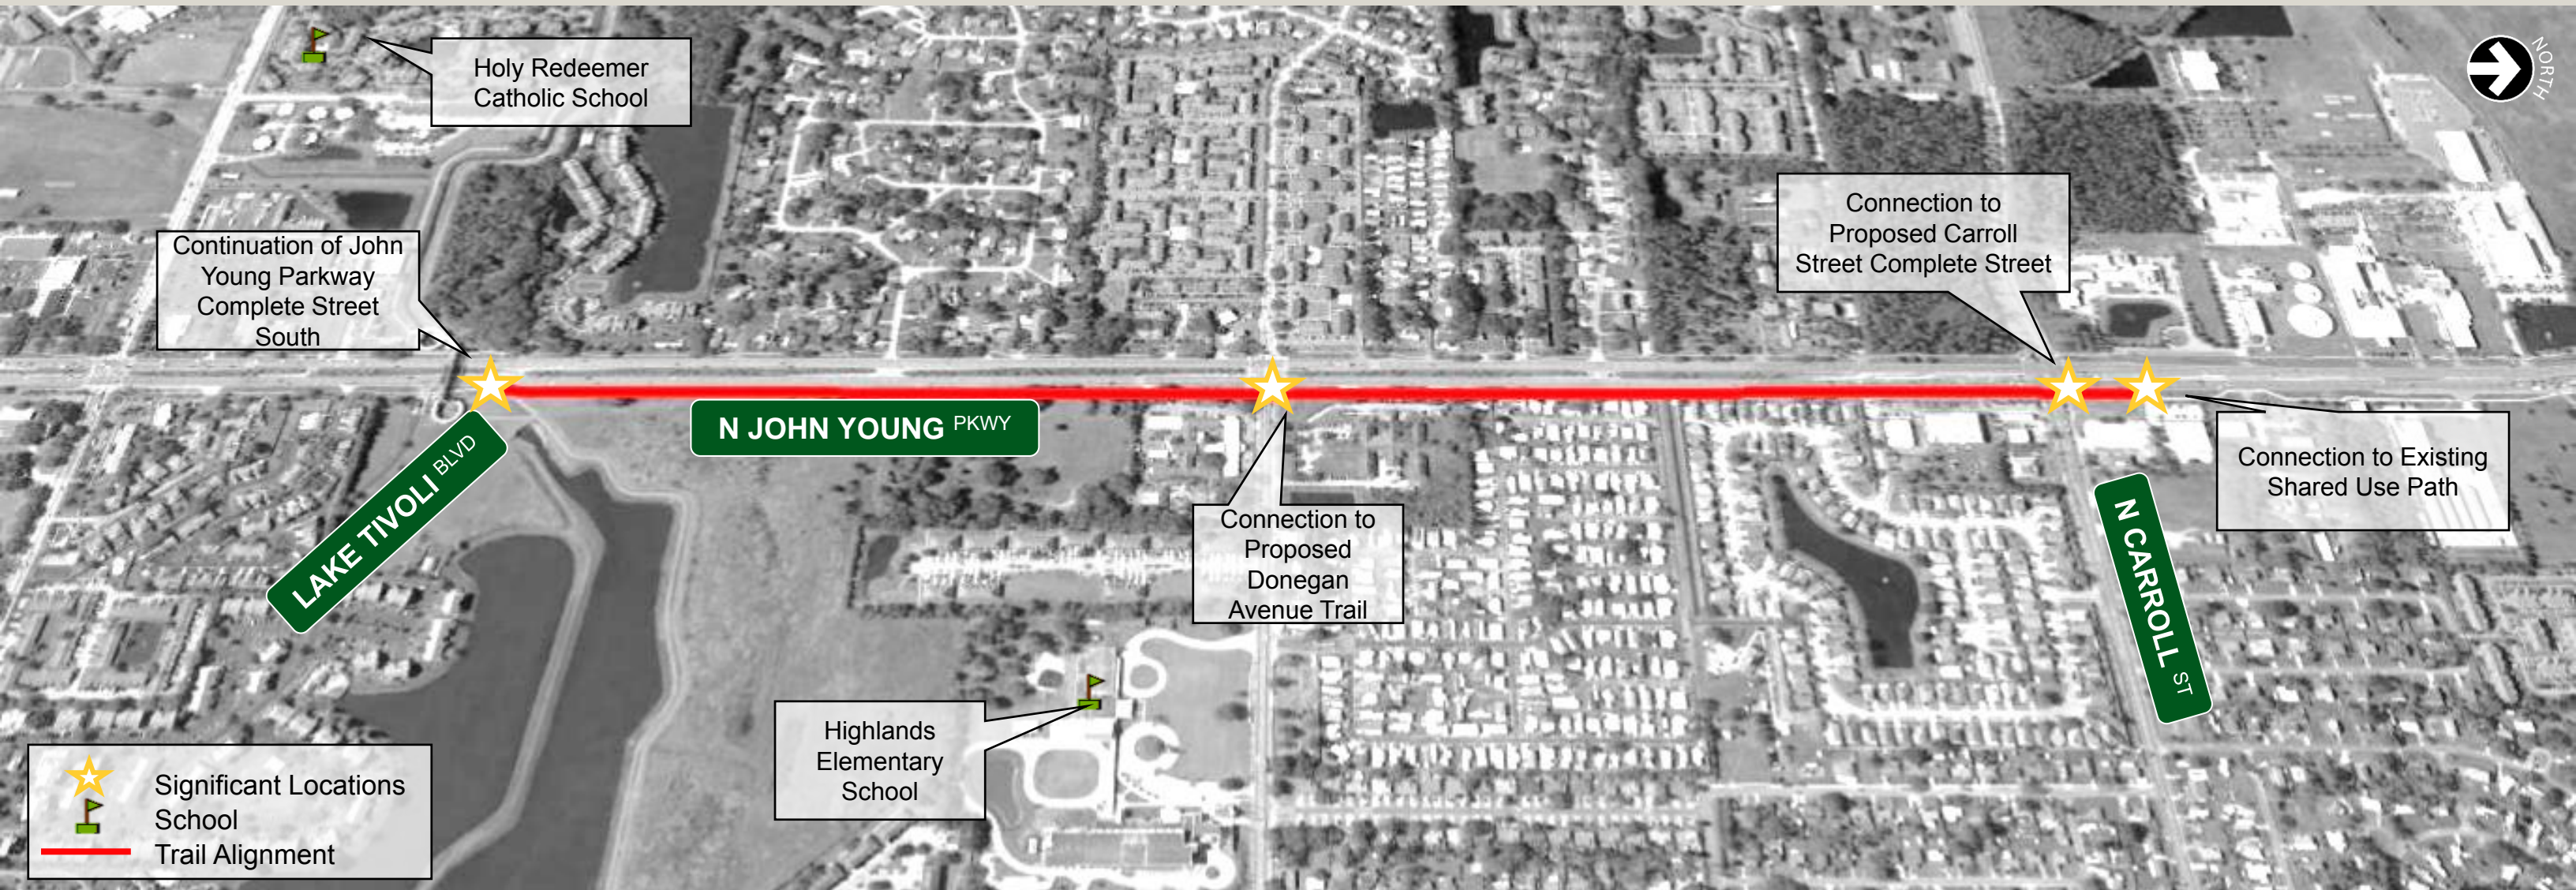 NORTH
Holy Redeemer
Catholic School
Connection to
Proposed Carroll
Street Complete Street
Continuation of John
Young Parkway
Complete Street
South
N JOHN YOUNG PKWY
LAKE TIVOLI BLVD
Connection to Existing
Shared Use Path
N CARROLL ST
Connection to
Proposed
Donegan
Avenue Trail
Highlands
Elementary
School
Significant Locations
School
Trail Alignment